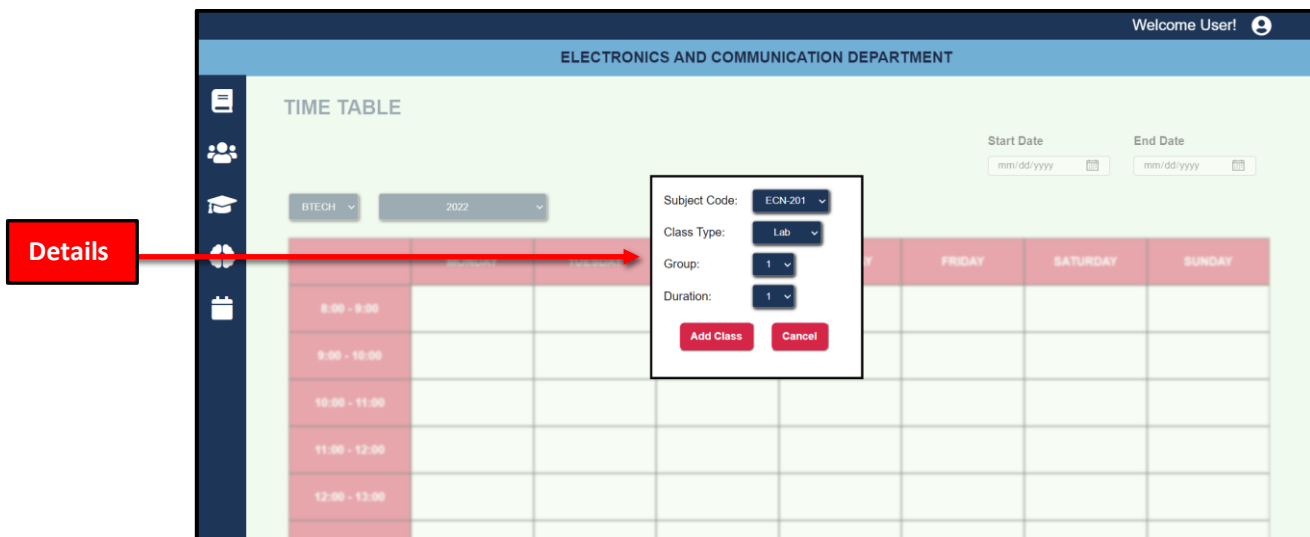 Welcome User!
ELECTRONICS AND COMMUNICATION DEPARTMENT
TIME TABLE
Start Date End Date
mm/dd/yyyy mm/dd/yyyy
BTECH 2022
Subject Code: ECN-201
Class Type: Lab
Group: 1
Duration: 1
Add Class Cancel
Details
MONDAY TUESDAY FRIDAY SATURDAY SUNDAY
8:00 - 9:00
9:00 - 10:00
10:00 - 11:00
11:00 - 12:00
12:00 - 13:00